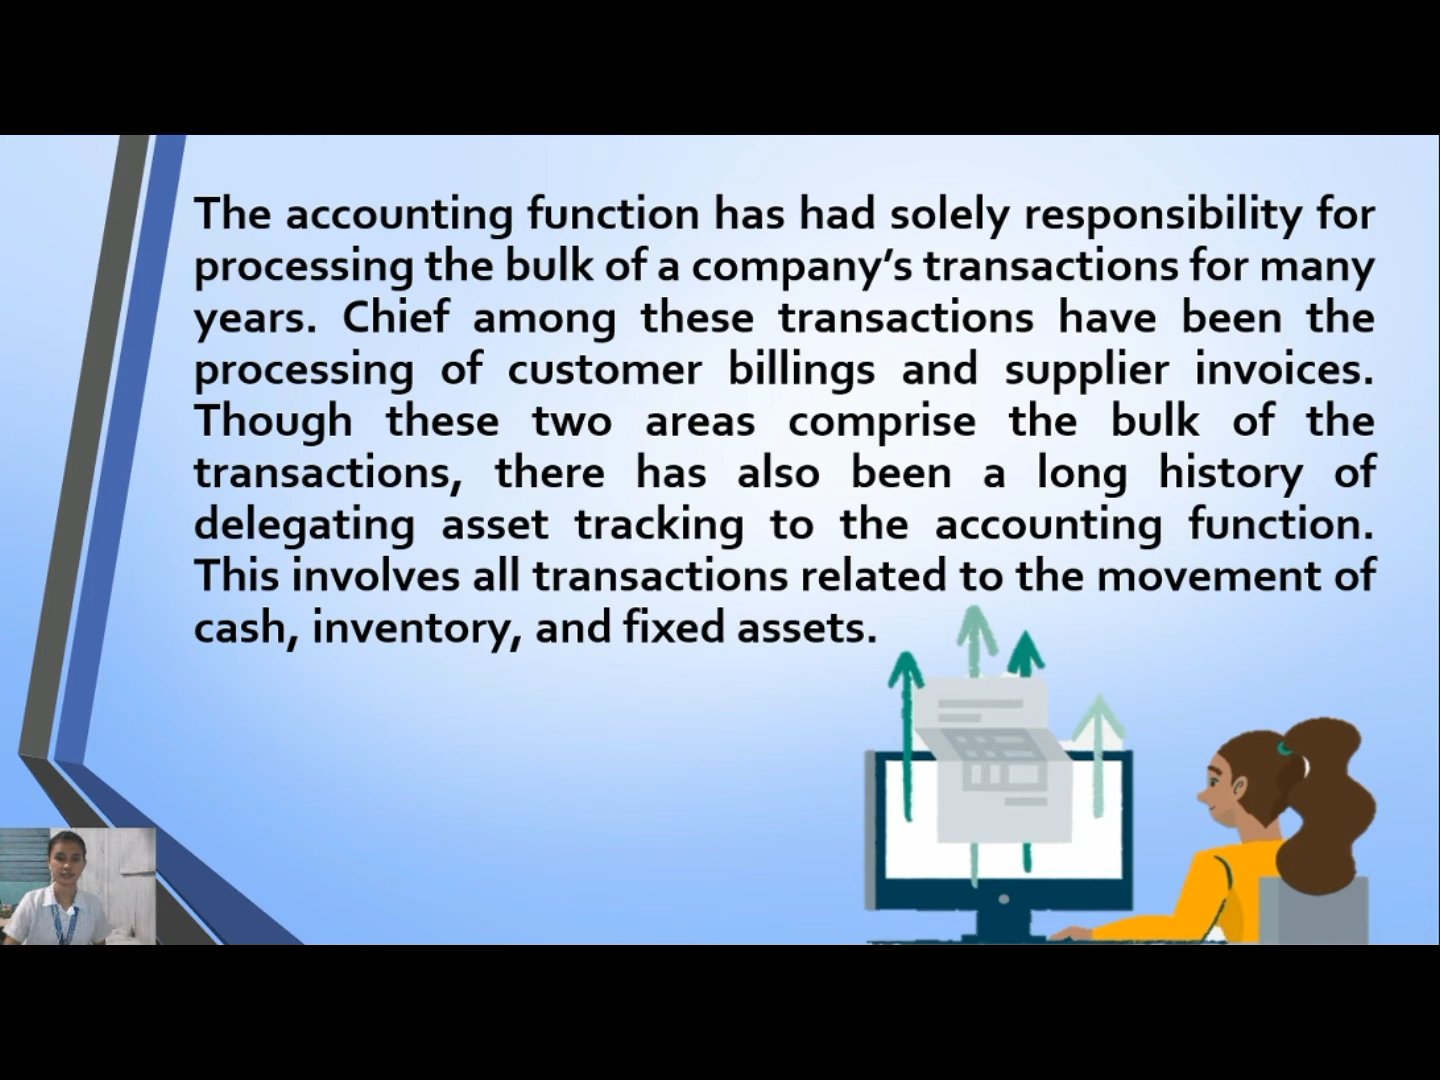 The accounting function has had solely responsibility for
processing the bulk of a company’s transactions for many
years. Chief among these transactions have been the
processing of customer billings and supplier invoices.
Though these two areas comprise the bulk of the
transactions, there has also been a long history of
delegating asset tracking to the accounting function.
This involves all transactions related to the movement of
cash, inventory, and fixed assets.